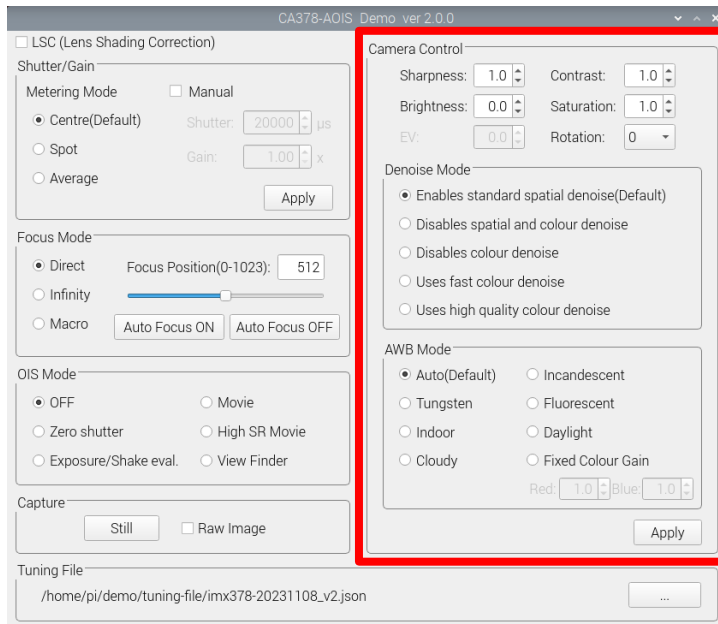 CA378-AOIS Demo ver 2.0.0
LSC (Lens Shading Correction)
Shutter/Gain
Metering Mode
Manual
Centre(Default)
Shutter: 20000 µs
Spot
Gain: 1.00 x
Average
Apply
Focus Mode
Direct
Focus Position(0-1023): 512
Infinity
Macro
Auto Focus ON
Auto Focus OFF
OIS Mode
OFF
Movie
Zero shutter
High SR Movie
Exposure/Shake eval.
View Finder
Capture
Still
Raw Image
Camera Control
Sharpness: 1.0
Contrast: 1.0
Brightness: 0.0
Saturation: 1.0
EV: 0.0
Rotation: 0
Denoise Mode
Enables standard spatial denoise(Default)
Disables spatial and colour denoise
Disables colour denoise
Uses fast colour denoise
Uses high quality colour denoise
AWB Mode
Auto(Default)
Incandescent
Tungsten
Fluorescent
Indoor
Daylight
Cloudy
Fixed Colour Gain
Red: 1.0 Blue: 1.0
Apply
Tuning File
/home/pi/demo/tuning-file/imx378-20231108_v2.json
...